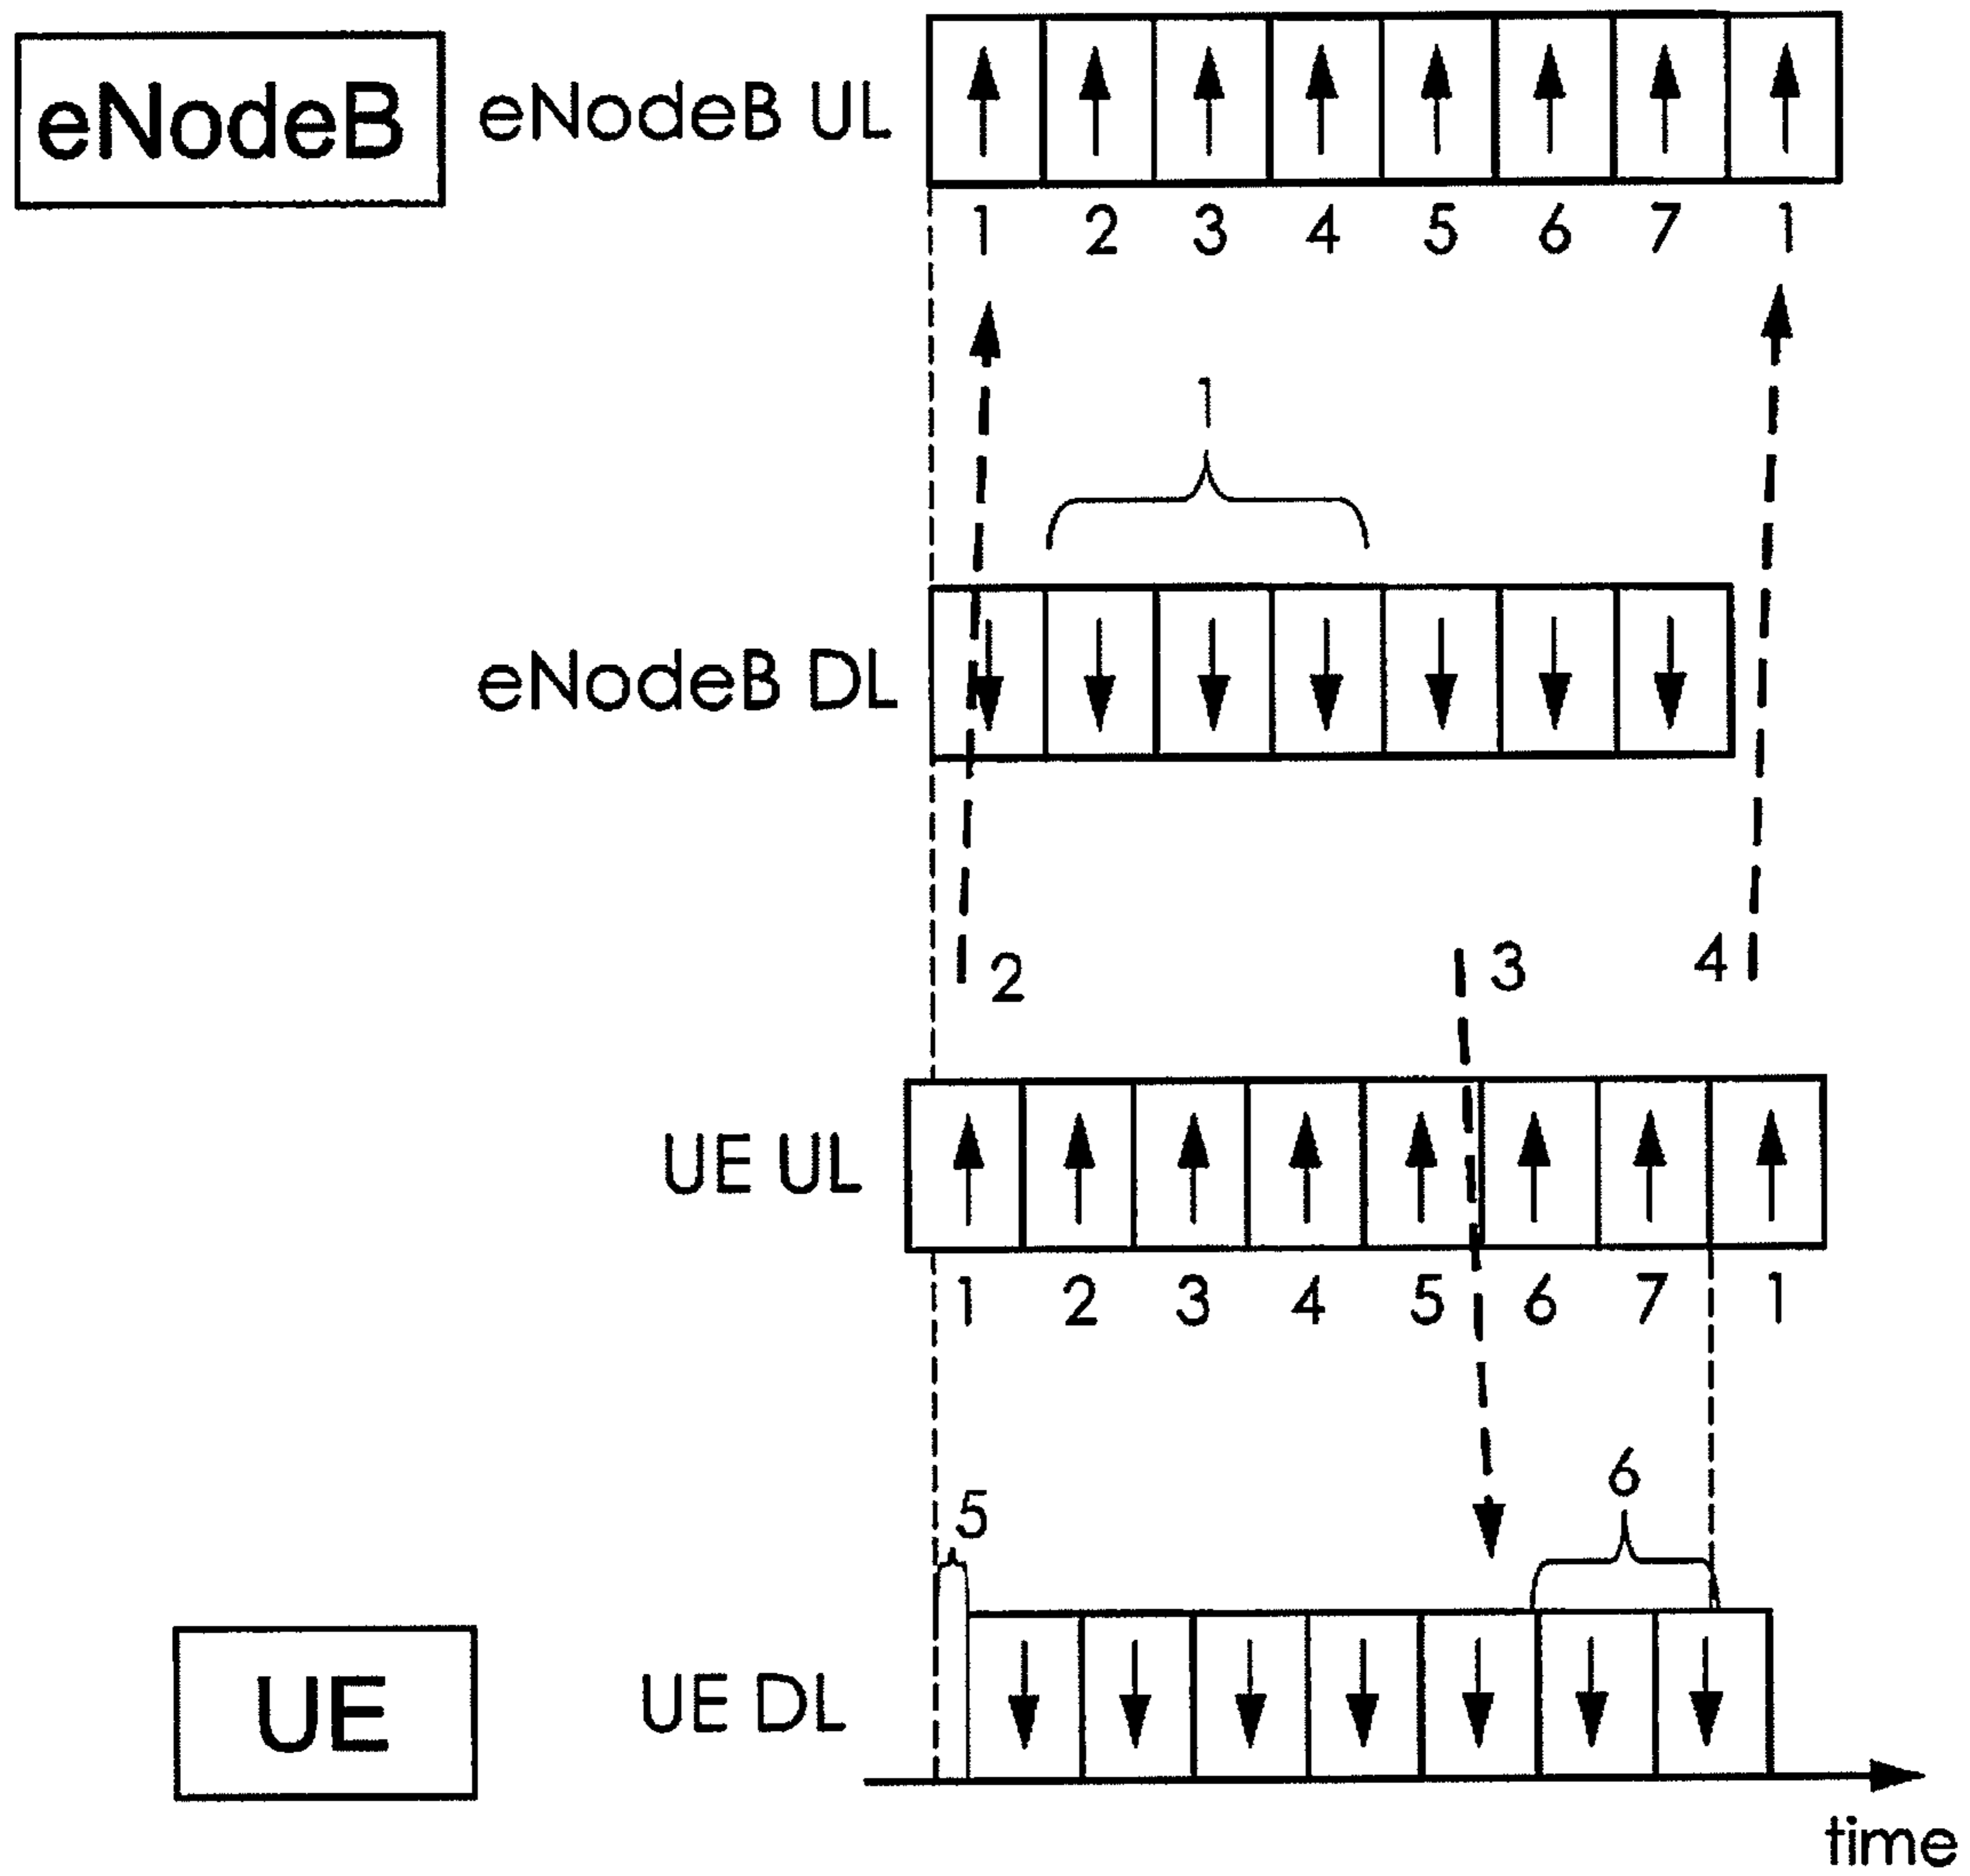 eNodeB
eNodeB UL
1 2 3 4 5 6 7 1
1
eNodeB DL
2
3
4
UE UL
1 2 3 4 5 6 7 1
5
6
UE
UE DL
time